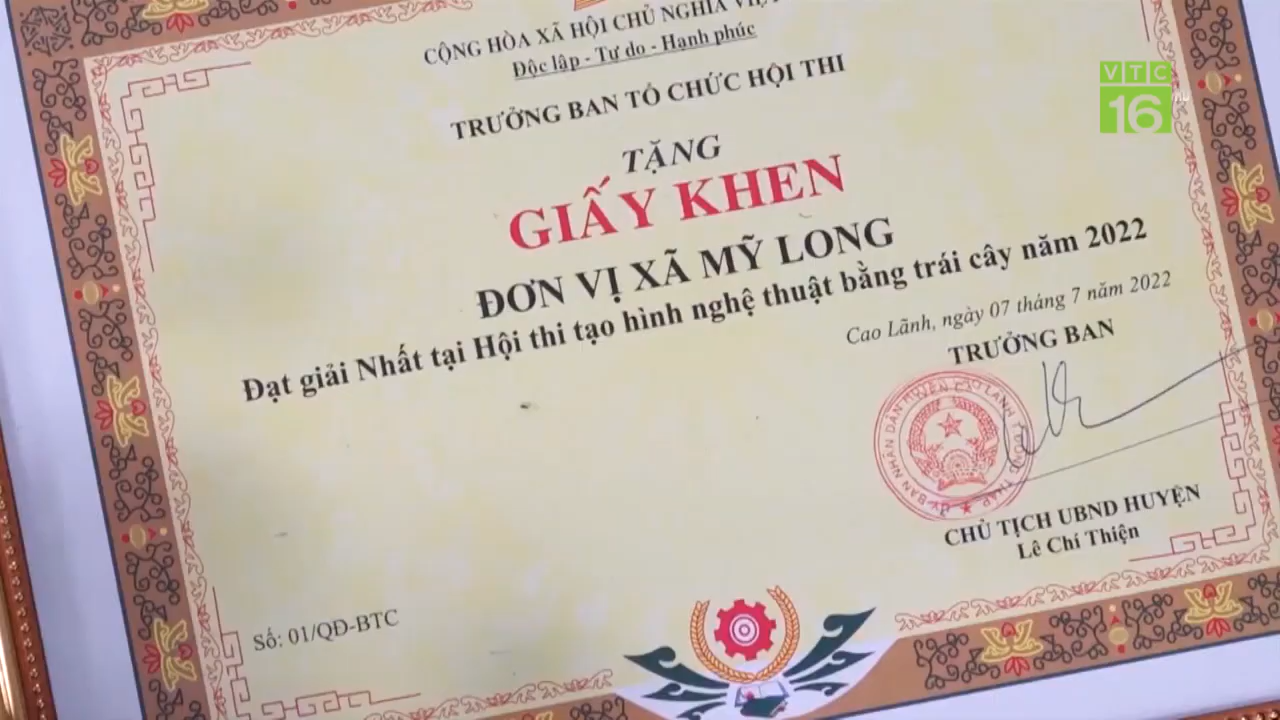 CỘNG HÒA XÃ HỘI CHỦ NGHĨA
Độc lập - Tự do - Hạnh phúc
TRƯỞNG BAN TỔ CHỨC HỘI THI
TẶNG
GIẤY KHEN
ĐƠN VỊ XÃ MỸ LONG
Đạt giải Nhất tại Hội thi tạo hình nghệ thuật bằng trái cây năm 2022
Cao Lãnh, ngày 07 tháng 7 năm 2022
TRƯỞNG BAN
CHỦ TỊCH UBND HUYỆN
Lê Chí Thiện
Số: 01/QĐ-BTC
VTC
16